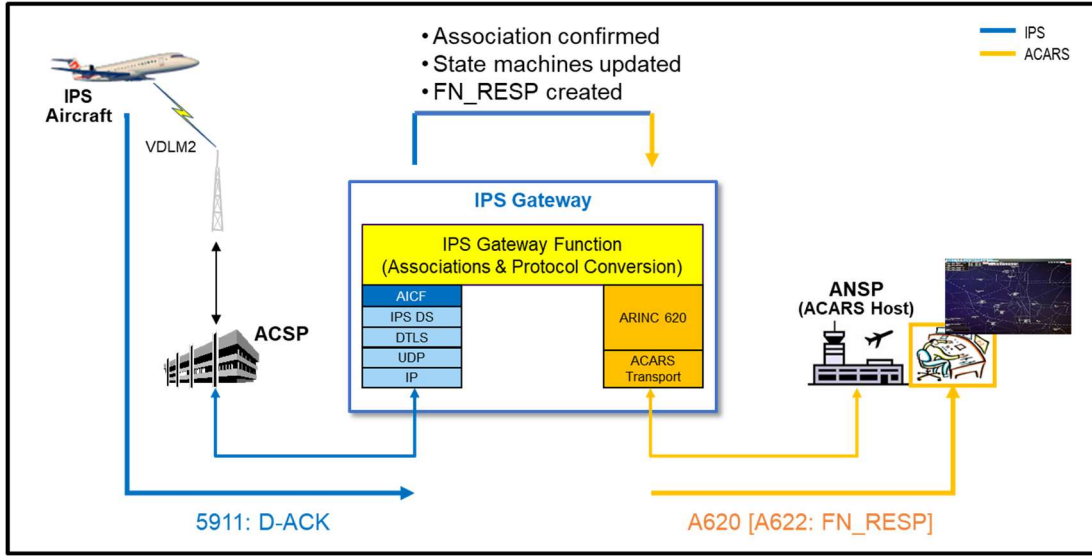 • Association confirmed
• State machines updated
• FN_RESP created
IPS
ACARS
IPS
Aircraft
VDLM2
IPS Gateway
IPS Gateway Function
(Associations & Protocol Conversion)
AICF
IPS DS
DTLS
UDP
IP
ARINC 620
ACARS
Transport
ACSP
ANSP
(ACARS Host)
5911: D-ACK
A620 [A622: FN_RESP]